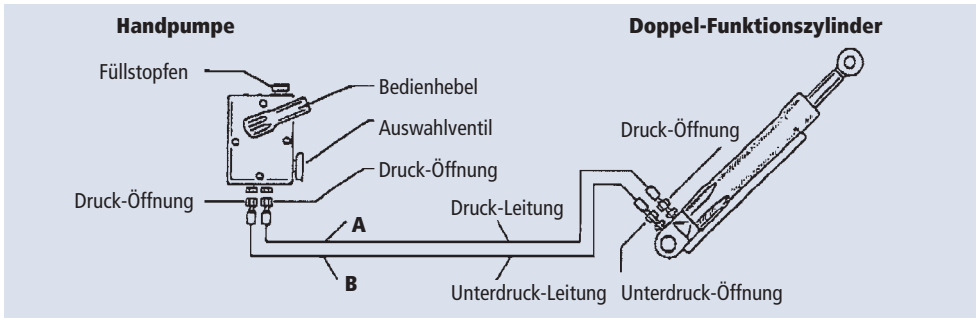 Handpumpe
Doppel-Funktionszylinder
Füllstopfen
Bedienhebel
Auswahlventil
Druck-Öffnung
Druck-Öffnung
Druck-Öffnung
Druck-Leitung
A
B
Unterdruck-Leitung
Unterdruck-Öffnung